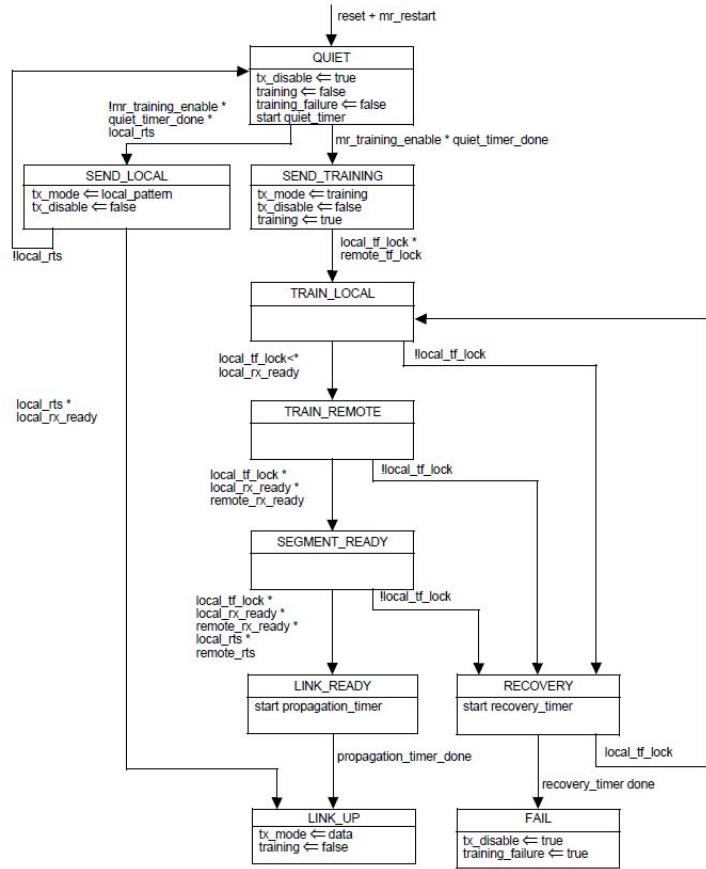 reset + mr_restart
QUIET
tx_disable ⇐ true
training ⇐ false
training_failure ⇐ false
start quiet_timer
!mr_training_enable *
quiet_timer_done *
local_rts
mr_training_enable * quiet_timer_done
SEND_LOCAL
tx_mode ⇐ local_pattern
tx_disable ⇐ false
SEND_TRAINING
tx_mode ⇐ training
tx_disable ⇐ false
training ⇐ true
!local_rts
local_tf_lock *
remote_tf_lock
TRAIN_LOCAL
local_tf_lock<*
local_rx_ready
!local_tf_lock
local_rts *
local_rx_ready
TRAIN_REMOTE
local_tf_lock *
local_rx_ready *
remote_rx_ready
!local_tf_lock
SEGMENT_READY
local_tf_lock *
local_rx_ready *
remote_rx_ready *
local_rts *
remote_rts
!local_tf_lock
LINK_READY
start propagation_timer
RECOVERY
start recovery_timer
propagation_timer_done
local_tf_lock
recovery_timer done
LINK_UP
tx_mode ⇐ data
training ⇐ false
FAIL
tx_disable ⇐ true
training_failure ⇐ true